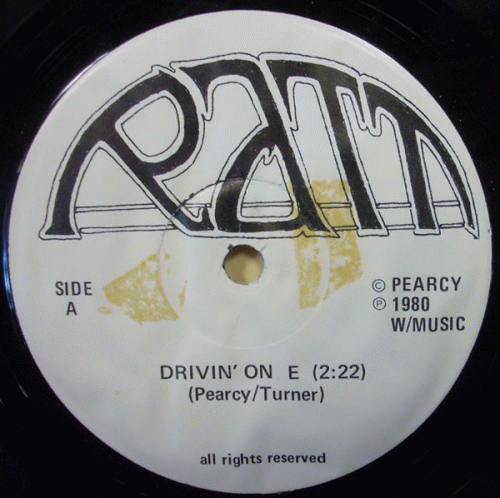 RATT
SIDE
A
© PEARCY
℗ 1980
W/MUSIC
DRIVIN' ON E (2:22)
(Pearcy/Turner)
all rights reserved